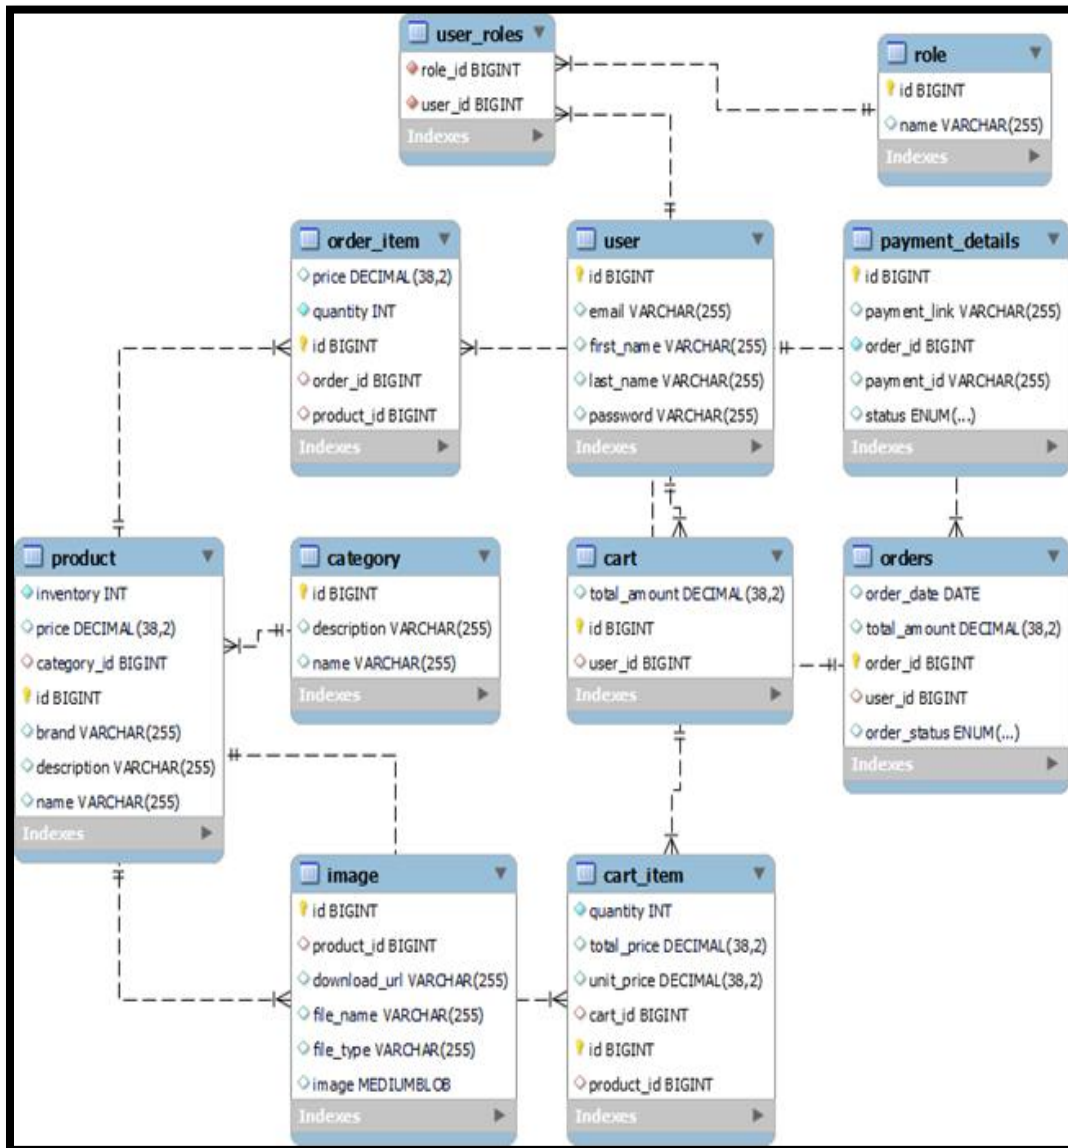 user_roles
role_id BIGINT
user_id BIGINT
Indexes
role
id BIGINT
name VARCHAR(255)
Indexes
order_item
price DECIMAL(38,2)
quantity INT
id BIGINT
order_id BIGINT
product_id BIGINT
Indexes
user
id BIGINT
email VARCHAR(255)
first_name VARCHAR(255)
last_name VARCHAR(255)
password VARCHAR(255)
Indexes
payment_details
id BIGINT
payment_link VARCHAR(255)
order_id BIGINT
payment_id VARCHAR(255)
status ENUM(...)
Indexes
product
inventory INT
price DECIMAL(38,2)
category_id BIGINT
id BIGINT
brand VARCHAR(255)
description VARCHAR(255)
name VARCHAR(255)
Indexes
category
id BIGINT
description VARCHAR(255)
name VARCHAR(255)
Indexes
cart
total_amount DECIMAL(38,2)
id BIGINT
user_id BIGINT
Indexes
orders
order_date DATE
total_amount DECIMAL(38,2)
order_id BIGINT
user_id BIGINT
order_status ENUM(...)
Indexes
image
id BIGINT
product_id BIGINT
download_url VARCHAR(255)
file_name VARCHAR(255)
file_type VARCHAR(255)
image MEDIUMBLOB
Indexes
cart_item
quantity INT
total_price DECIMAL(38,2)
unit_price DECIMAL(38,2)
cart_id BIGINT
id BIGINT
product_id BIGINT
Indexes